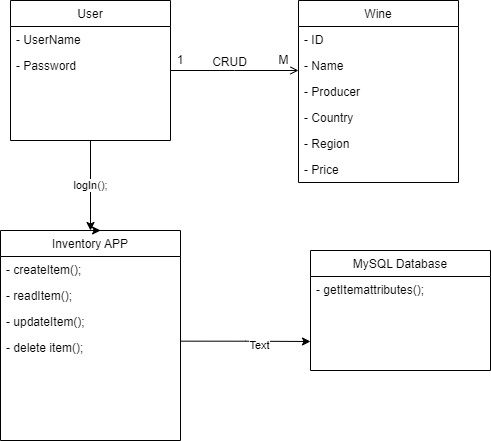 User
- UserName
- Password
1
CRUD
M
Wine
- ID
- Name
- Producer
- Country
- Region
- Price
logIn();
Inventory APP
- createItem();
- readItem();
- updateItem();
- delete item();
Text
MySQL Database
- getItemattributes();